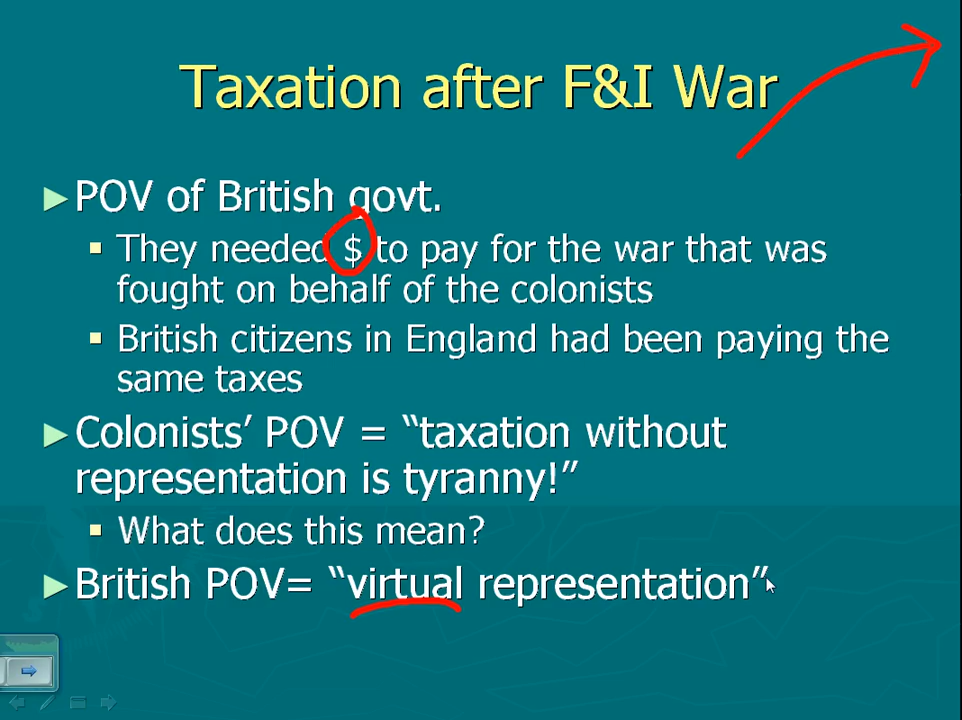 Taxation after F&I War
►POV of British govt.
▪ They needed $ to pay for the war that was
fought on behalf of the colonists
▪ British citizens in England had been paying the
same taxes
►Colonists’ POV = “taxation without
representation is tyranny!”
▪ What does this mean?
►British POV= “virtual representation”